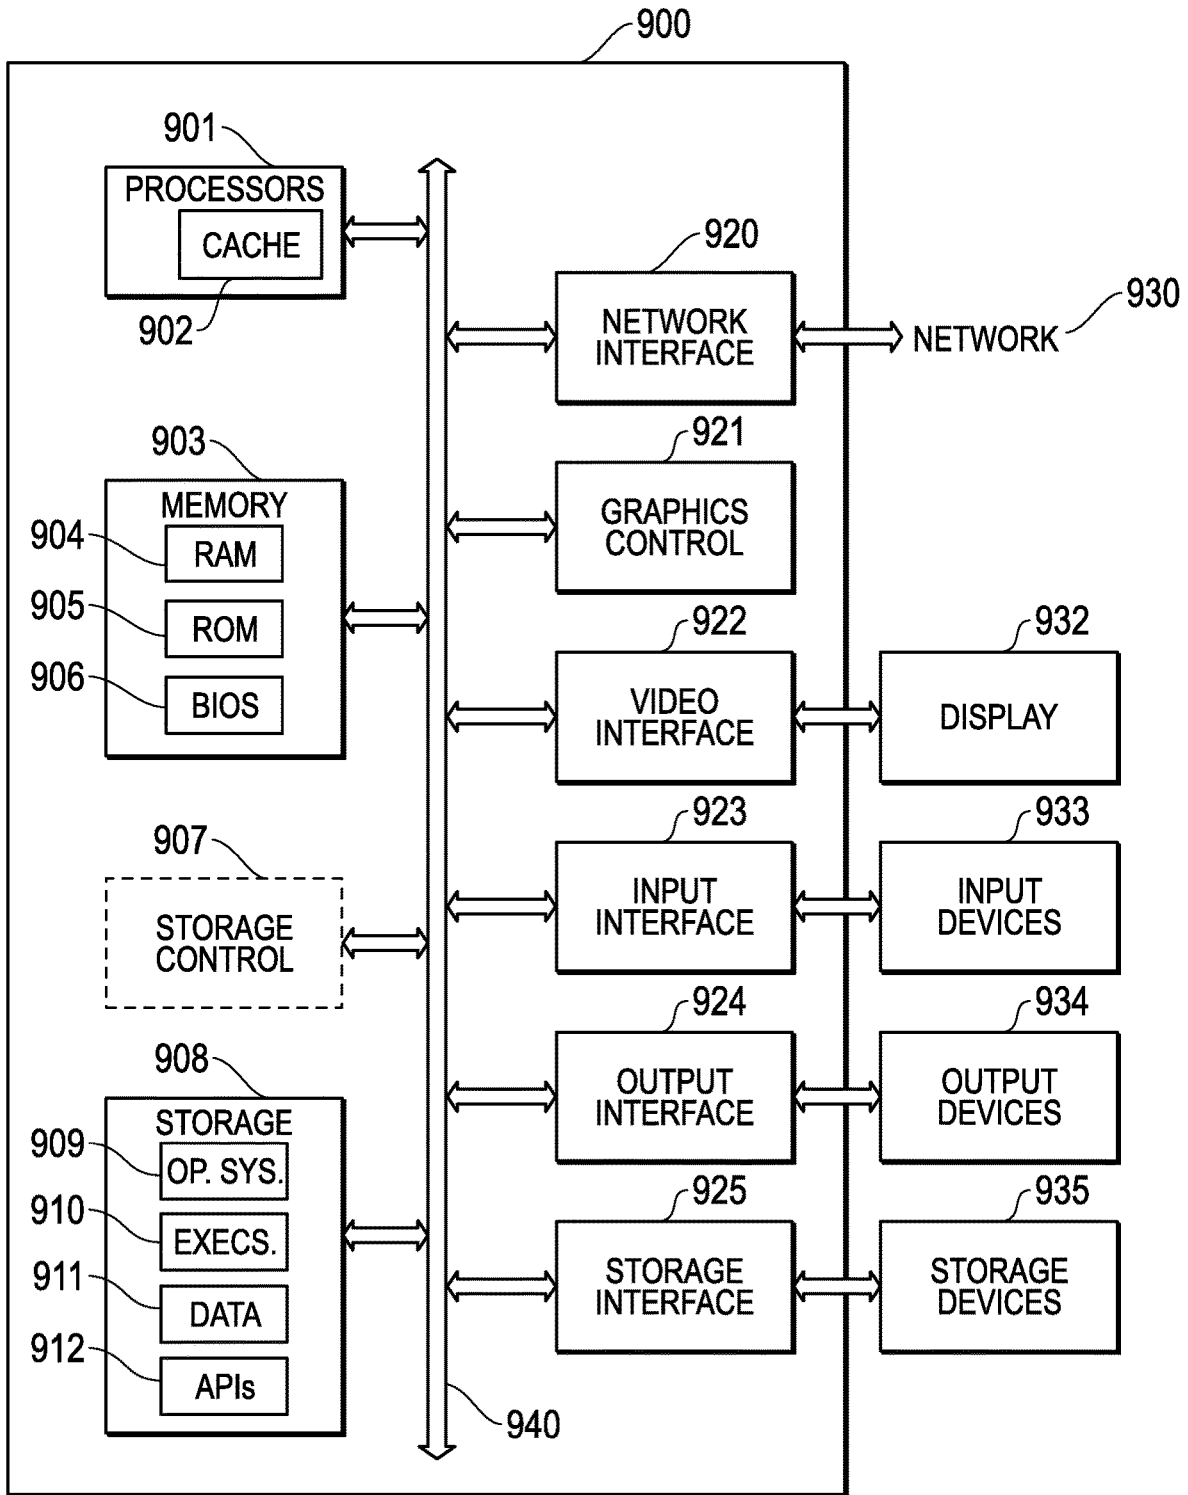 900
901
PROCESSORS
CACHE
902
903
MEMORY
904
RAM
905
ROM
906
BIOS
907
STORAGE
CONTROL
908
STORAGE
909
OP. SYS.
910
EXECS.
911
DATA
912
APIs
940
920
NETWORK
INTERFACE
930
NETWORK
921
GRAPHICS
CONTROL
922
VIDEO
INTERFACE
932
DISPLAY
923
INPUT
INTERFACE
933
INPUT
DEVICES
924
OUTPUT
INTERFACE
934
OUTPUT
DEVICES
925
STORAGE
INTERFACE
935
STORAGE
DEVICES